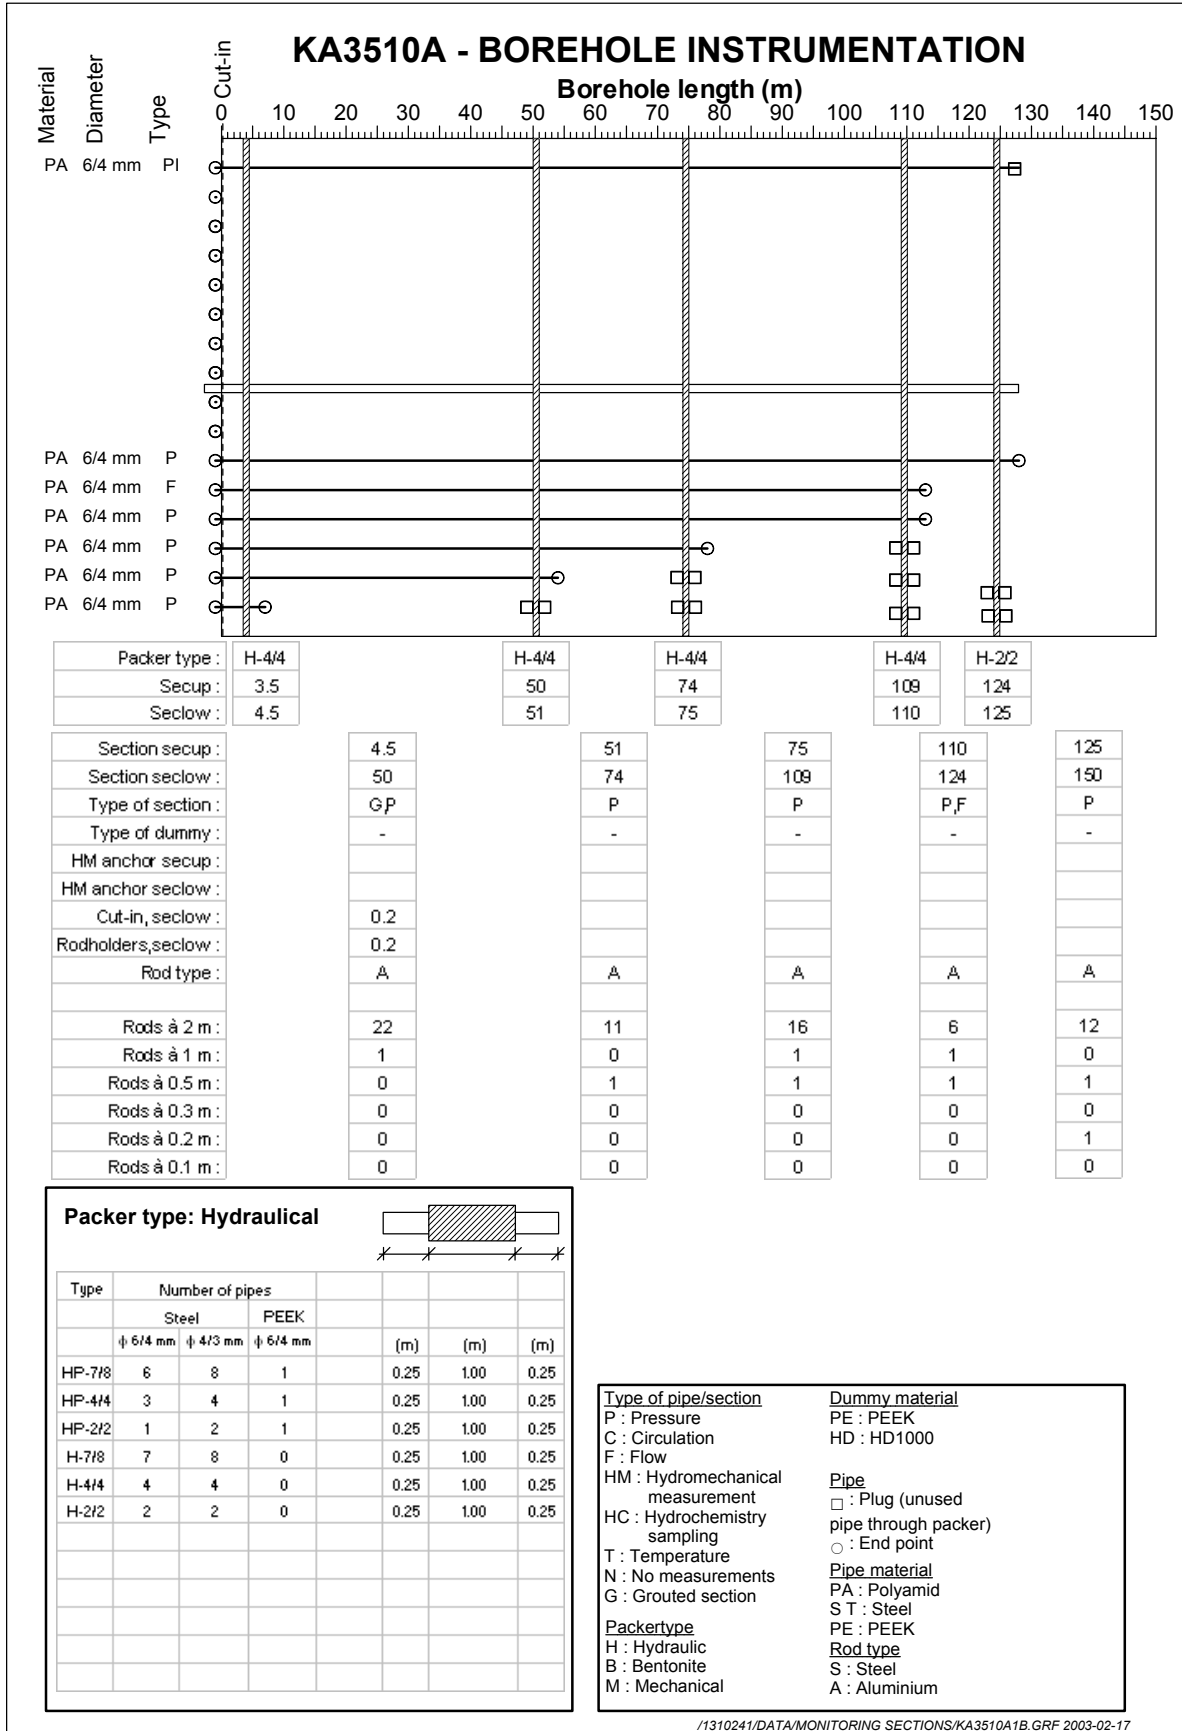 KA3510A - BOREHOLE INSTRUMENTATION
Borehole length (m)
Material Diameter Type Cut-in
0 10 20 30 40 50 60 70 80 90 100 110 120 130 140 150
PA 6/4 mm PI
PA 6/4 mm P
PA 6/4 mm F
PA 6/4 mm P
PA 6/4 mm P
PA 6/4 mm P
PA 6/4 mm P
Packer type : H-4/4 H-4/4 H-4/4 H-4/4 H-2/2
Secup : 3.5 50 74 109 124
Seclow : 4.5 51 75 110 125
Section secup : 4.5 51 75 110 125
Section seclow : 50 74 109 124 150
Type of section : G,P P P P,F P
Type of dummy : - - - - -
HM anchor secup :
HM anchor seclow :
Cut-in, seclow : 0.2
Rodholders,seclow : 0.2
Rod type : A A A A A
Rods à 2 m : 22 11 16 6 12
Rods à 1 m : 1 0 1 1 0
Rods à 0.5 m : 0 1 1 1 1
Rods à 0.3 m : 0 0 0 0 0
Rods à 0.2 m : 0 0 0 0 1
Rods à 0.1 m : 0 0 0 0 0
Packer type: Hydraulical
Type Number of pipes
Steel PEEK
ϕ 6/4 mm ϕ 4/3 mm ϕ 6/4 mm (m) (m) (m)
HP-7/8 6 8 1 0.25 1.00 0.25
HP-4/4 3 4 1 0.25 1.00 0.25
HP-2/2 1 2 1 0.25 1.00 0.25
H-7/8 7 8 0 0.25 1.00 0.25
H-4/4 4 4 0 0.25 1.00 0.25
H-2/2 2 2 0 0.25 1.00 0.25
Type of pipe/section
P : Pressure
C : Circulation
F : Flow
HM : Hydromechanical
measurement
HC : Hydrochemistry
sampling
T : Temperature
N : No measurements
G : Grouted section
Packertype
H : Hydraulic
B : Bentonite
M : Mechanical
Dummy material
PE : PEEK
HD : HD1000
Pipe
□ : Plug (unused
pipe through packer)
○ : End point
Pipe material
PA : Polyamid
S T : Steel
PE : PEEK
Rod type
S : Steel
A : Aluminium
/1310241/DATA/MONITORING SECTIONS/KA3510A1B.GRF 2003-02-17